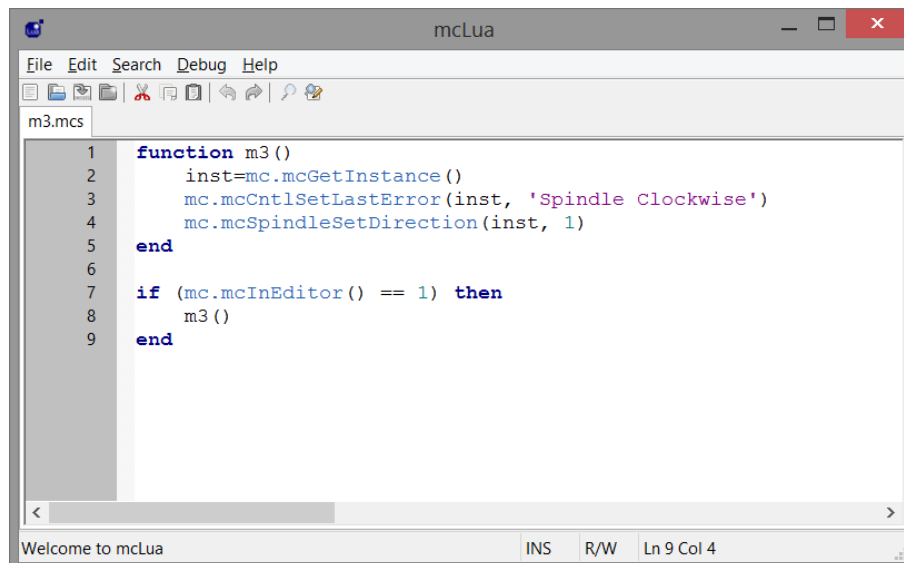 mcLua
File Edit Search Debug Help
m3.mcs
1 function m3()
2     inst=mc.mcGetInstance()
3     mc.mcCntlSetLastError(inst, 'Spindle Clockwise')
4     mc.mcSpindleSetDirection(inst, 1)
5 end
6
7 if (mc.mcInEditor() == 1) then
8     m3()
9 end
Welcome to mcLua INS R/W Ln 9 Col 4